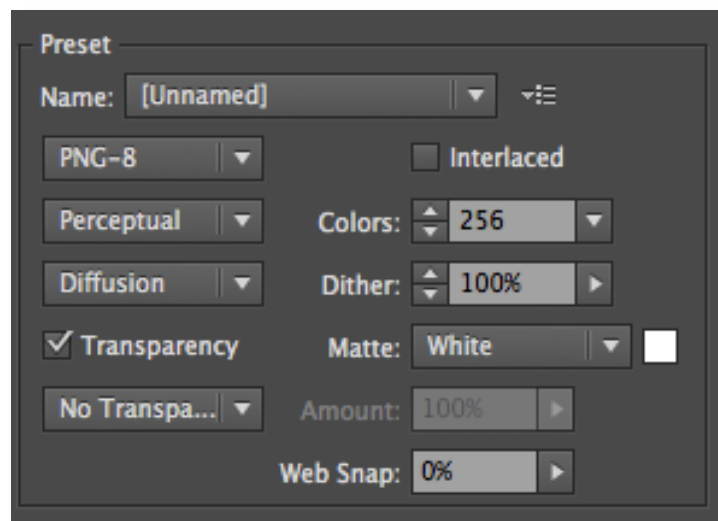 Preset
Name: [Unnamed]
PNG-8 Interlaced
Perceptual Colors: 256
Diffusion Dither: 100%
Transparency Matte: White
No Transpa... Amount: 100%
Web Snap: 0%